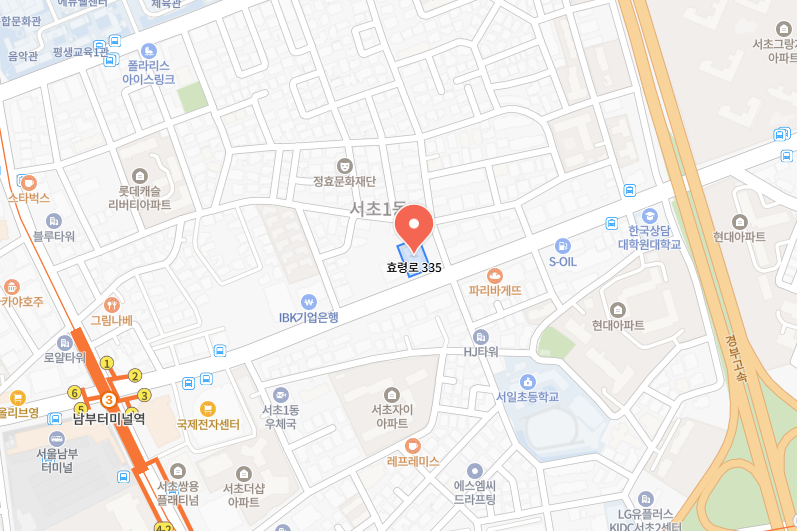 에듀웰센터
체육관
합문화관
음악관
평생교육1관
폴라리스
아이스링크
서초그랑자
아파트
정효문화재단
서초1동
롯데캐슬
리버티아파트
스타벅스
블루타워
효령로 335
한국상담
대학원대학교
현대아파트
S-OIL
파리바게뜨
카야호주
그림나베
IBK기업은행
현대아파트
경부고속
로얄타워
HJ타워
1
2
3
6
5
3
남부터미널역
올리브영
국제전자센터
서초1동
우체국
서초자이
아파트
서일초등학교
서울남부
터미널
레프레미스
서초쌍용
플래티넘
서초더샵
아파트
에스엠씨
드라프팅
4-2
LG유플러스
KIDC서초2센터